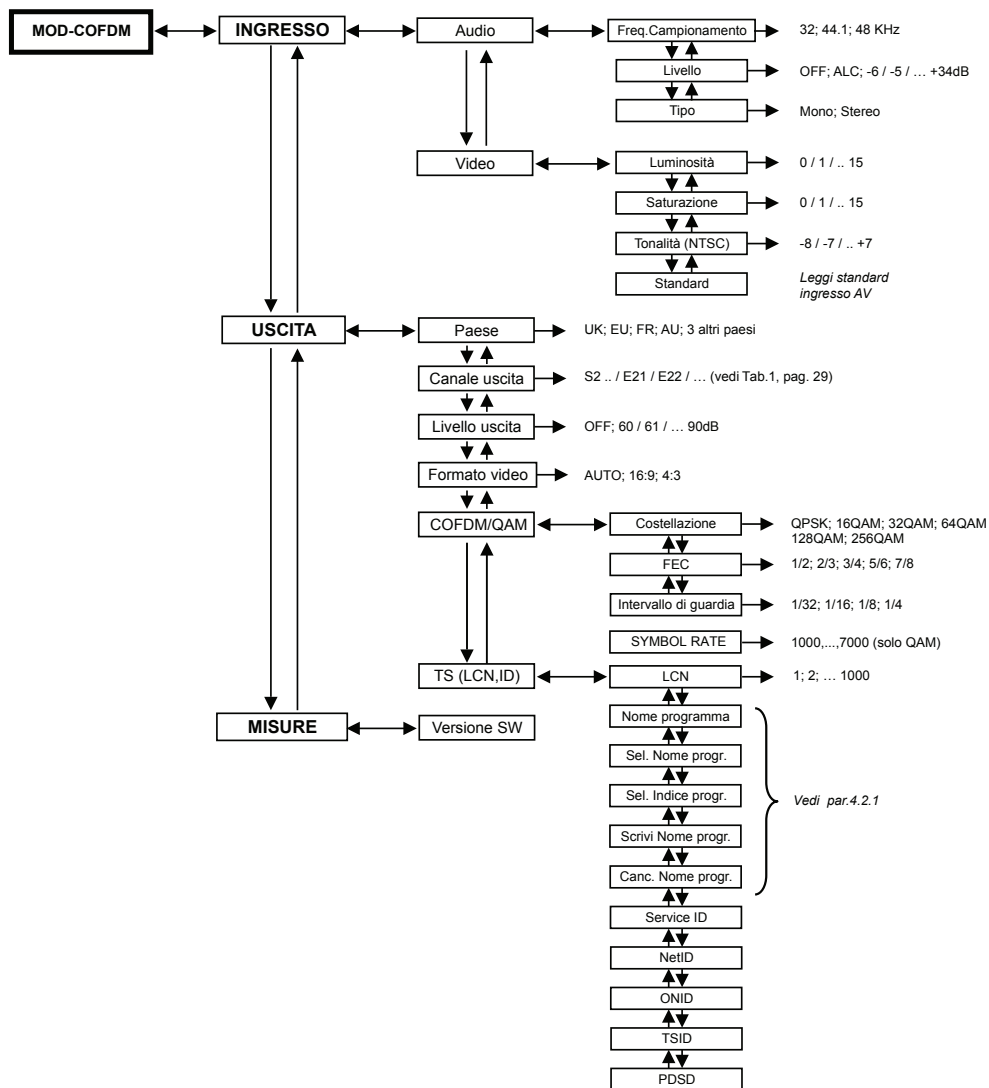 MOD-COFDM
INGRESSO
Audio
Freq.Campionamento
32; 44.1; 48 KHz
Livello
OFF; ALC; -6 / -5 / … +34dB
Tipo
Mono; Stereo
Video
Luminosità
0 / 1 / .. 15
Saturazione
0 / 1 / .. 15
Tonalità (NTSC)
-8 / -7 / .. +7
Standard
Leggi standard
ingresso AV
USCITA
Paese
UK; EU; FR; AU; 3 altri paesi
Canale uscita
S2 .. / E21 / E22 / … (vedi Tab.1, pag. 29)
Livello uscita
OFF; 60 / 61 / … 90dB
Formato video
AUTO; 16:9; 4:3
COFDM/QAM
Costellazione
QPSK; 16QAM; 32QAM; 64QAM
128QAM; 256QAM
FEC
1/2; 2/3; 3/4; 5/6; 7/8
Intervallo di guardia
1/32; 1/16; 1/8; 1/4
SYMBOL RATE
1000,...,7000 (solo QAM)
TS (LCN,ID)
LCN
1; 2; … 1000
MISURE
Versione SW
Nome programma
Sel. Nome progr.
Sel. Indice progr.
Vedi par.4.2.1
Scrivi Nome progr.
Canc. Nome progr.
Service ID
NetID
ONID
TSID
PDSD